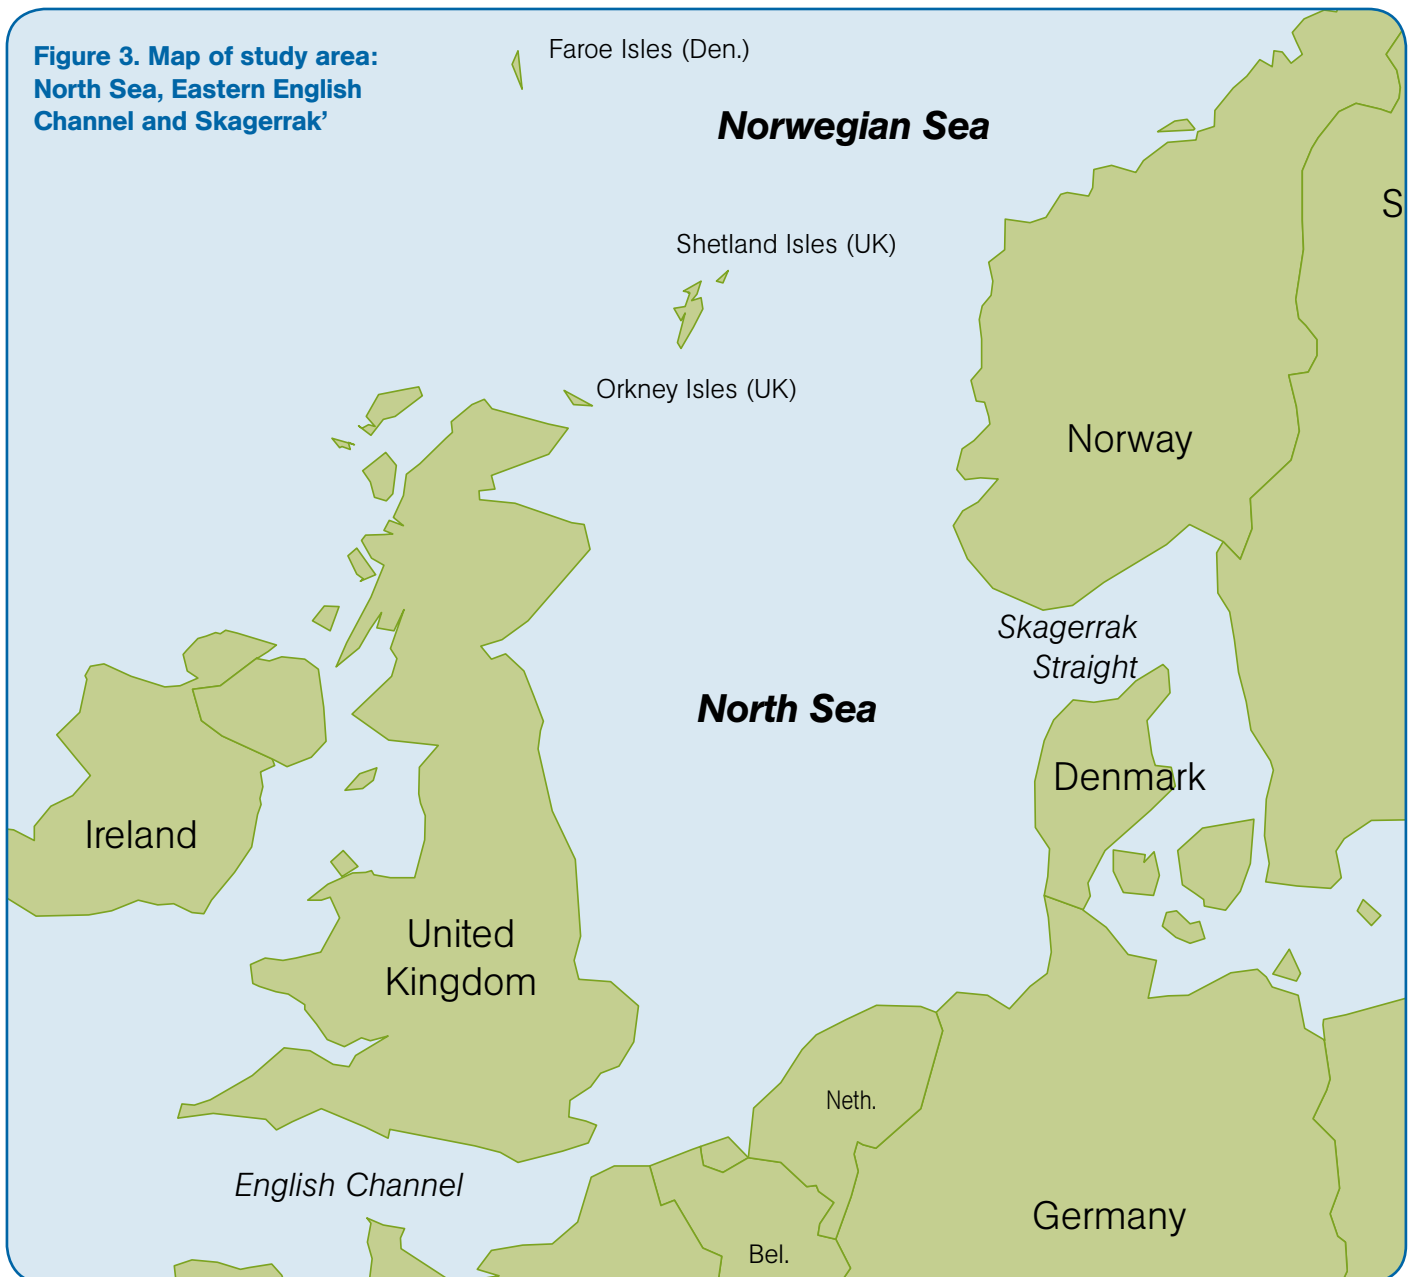 Figure 3. Map of study area:
North Sea, Eastern English
Channel and Skagerrak’
Faroe Isles (Den.)
Norwegian Sea
S
Shetland Isles (UK)
Orkney Isles (UK)
Norway
Skagerrak
Straight
North Sea
Denmark
Ireland
United
Kingdom
Neth.
English Channel
Germany
Bel.